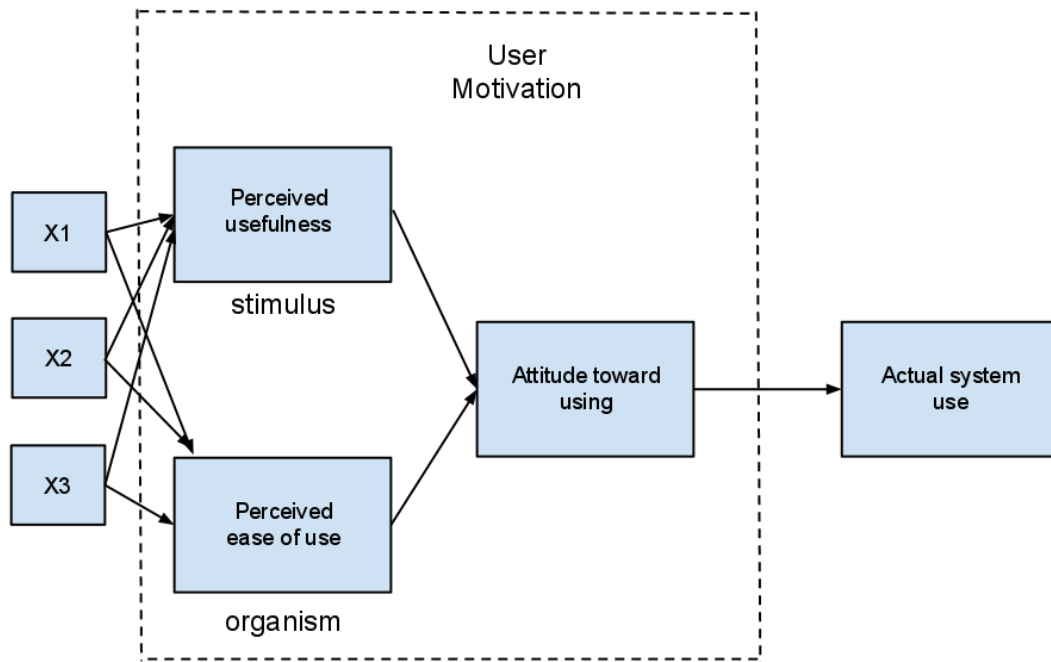 User
Motivation
Perceived
usefulness
X1
stimulus
X2
Attitude toward
using
Actual system
use
X3
Perceived
ease of use
organism